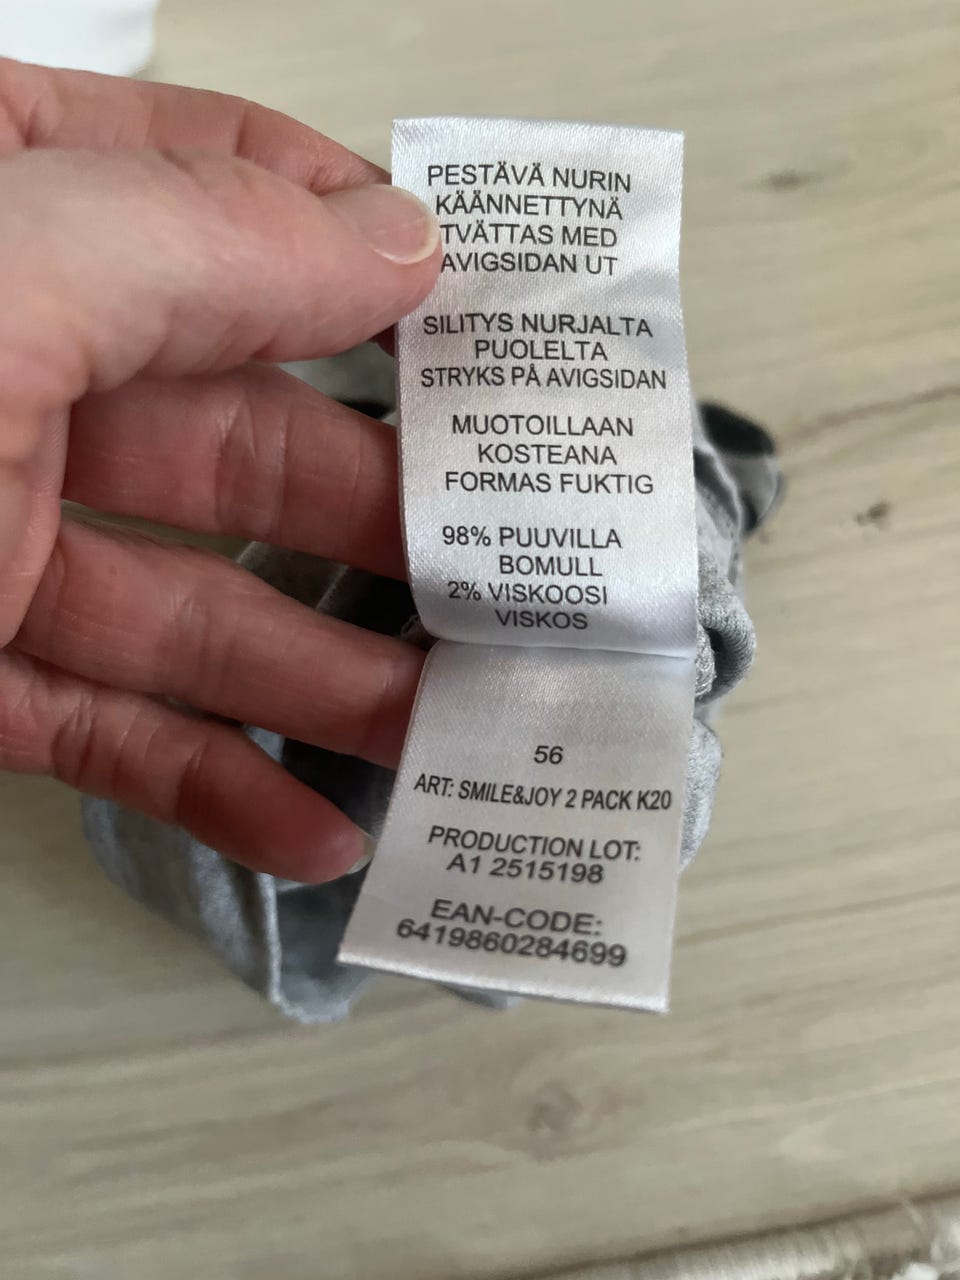 PESTÄVÄ NURIN
KÄÄNNETTYNÄ
TVÄTTAS MED
AVIGSIDAN UT
SILITYS NURJALTA
PUOLELTA
STRYKS PÅ AVIGSIDAN
MUOTOILLAAN
KOSTEANA
FORMAS FUKTIG
98% PUUVILLA
BOMULL
2% VISKOOSI
VISKOS
56
ART: SMILE&JOY 2 PACK K20
PRODUCTION LOT:
A1 2515198
EAN-CODE:
6419860284699